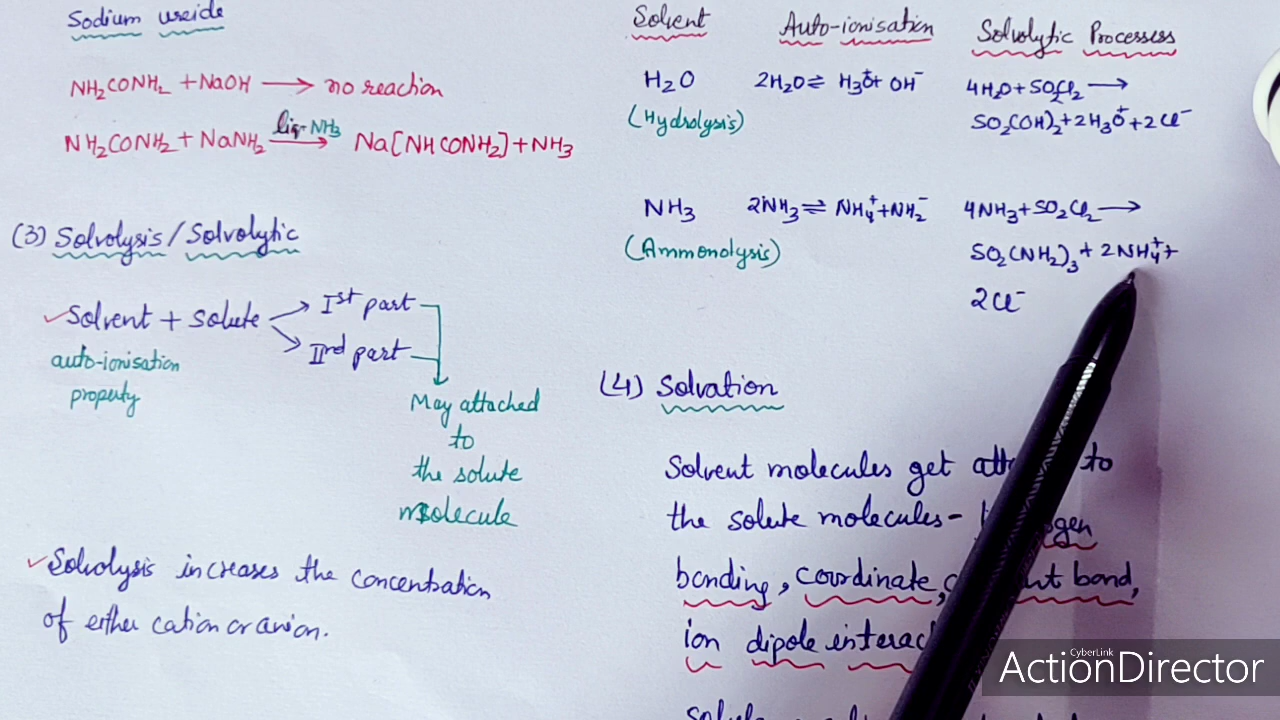 Sodium ureide
NH₂CONH₂ + NaOH ⟶ no reaction
NH₂CONH₂ + NaNH₂ liq. NH₃ ⟶ Na[NHCONH₂] + NH₃
(3) Solvolysis / Solvolytic
✓Solvent + Solute
Iˢᵗ part
IIⁿᵈ part
auto-ionisation
property
May attached
to
the solute
molecule
✓Solvolysis increases the concentration
of either cation or anion.
Solvent Auto-ionisation Solvolytic Processess
H₂O 2H₂O ⇌ H₃O⁺ + OH⁻ 4H₂O + SO₂Cl₂ ⟶
(Hydrolysis) SO₂(OH)₂ + 2H₃O⁺ + 2Cl⁻
NH₃ 2NH₃ ⇌ NH₄⁺ + NH₂⁻ 4NH₃ + SO₂Cl₂ ⟶
(Ammonolysis) SO₂(NH₂)₃ + 2NH₄⁺ +
2Cl⁻
(4) Solvation
Solvent molecules get to
the solute molecules-
bonding, coordinate, bond,
ion dipole
CyberLink
ActionDirector